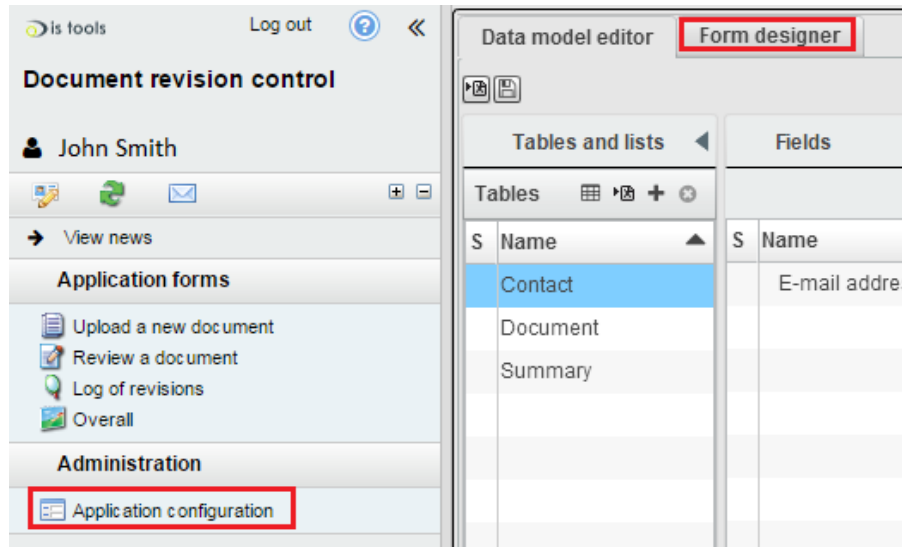 is tools
Log out
?
«
Document revision control
John Smith
View news
Application forms
Upload a new document
Review a document
Log of revisions
Overall
Administration
Application configuration
Data model editor
Form designer
Tables and lists
Fields
Tables
S Name
S Name
Contact
E-mail addre
Document
Summary